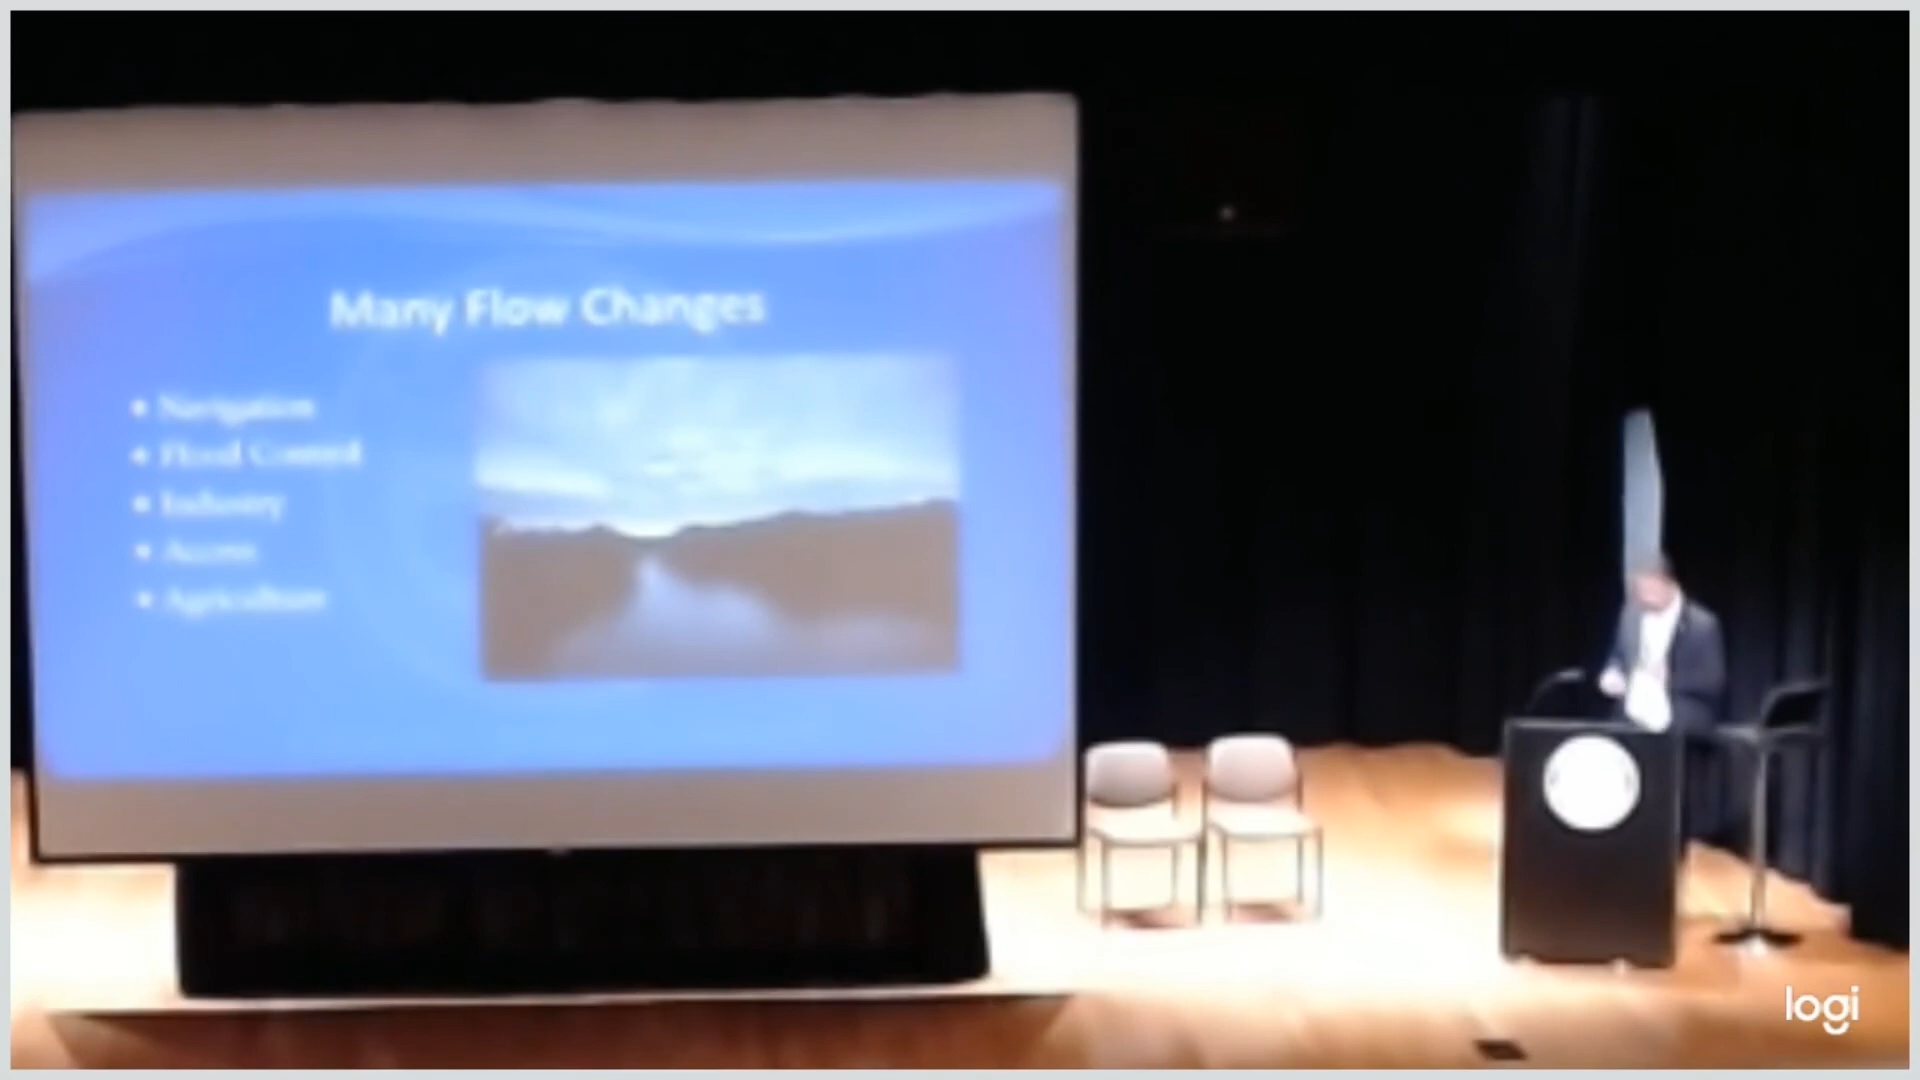 Many Flow Changes
• Navigation
• Flood Control
• Industry
• Access
• Agriculture
logi